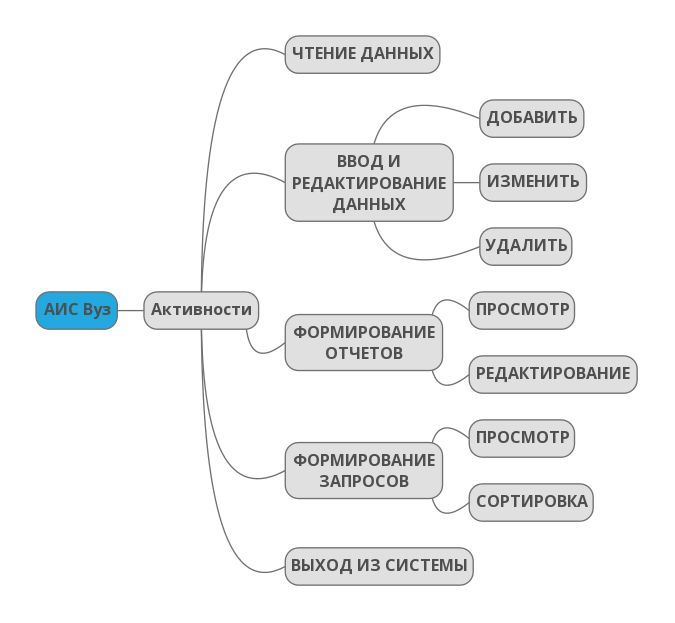 АИС Вуз
Активности
ЧТЕНИЕ ДАННЫХ
ВВОД И
РЕДАКТИРОВАНИЕ
ДАННЫХ
ДОБАВИТЬ
ИЗМЕНИТЬ
УДАЛИТЬ
ФОРМИРОВАНИЕ
ОТЧЕТОВ
ПРОСМОТР
РЕДАКТИРОВАНИЕ
ФОРМИРОВАНИЕ
ЗАПРОСОВ
ПРОСМОТР
СОРТИРОВКА
ВЫХОД ИЗ СИСТЕМЫ